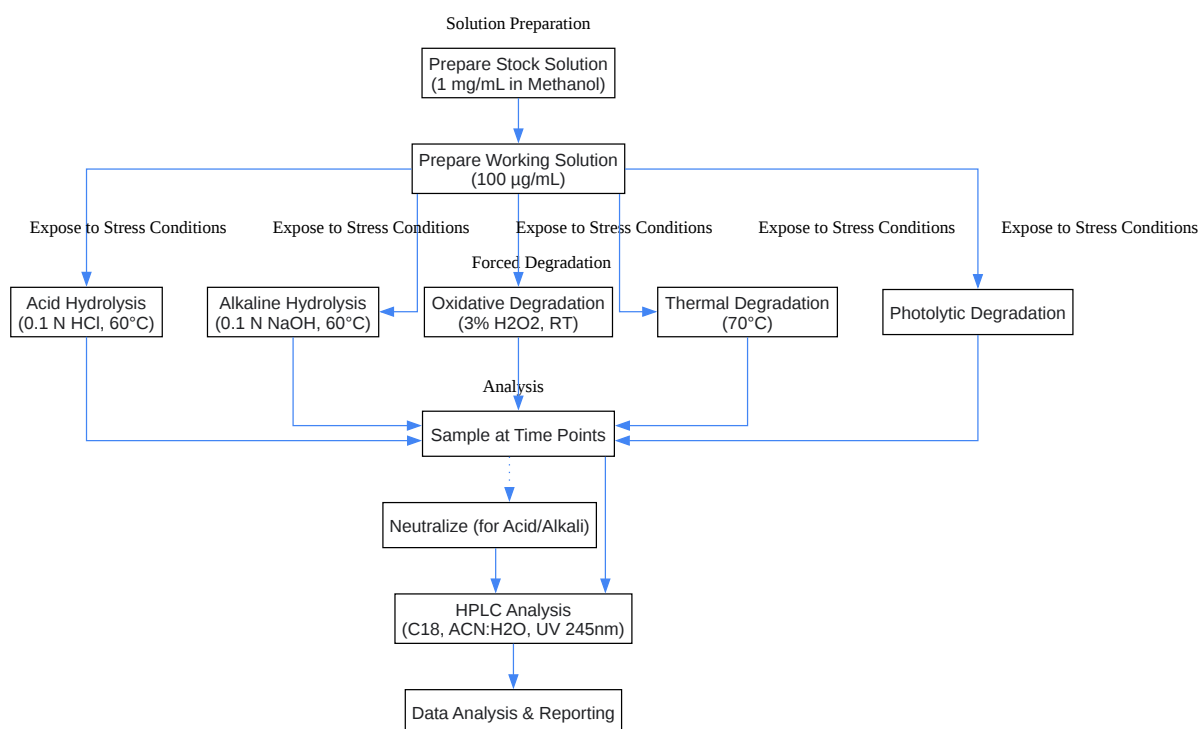 Solution Preparation
Prepare Stock Solution
(1 mg/mL in Methanol)
Prepare Working Solution
(100 µg/mL)
Expose to Stress Conditions
Expose to Stress Conditions
Expose to Stress Conditions
Expose to Stress Conditions
Expose to Stress Conditions
Forced Degradation
Acid Hydrolysis
(0.1 N HCl, 60°C)
Alkaline Hydrolysis
(0.1 N NaOH, 60°C)
Oxidative Degradation
(3% H2O2, RT)
Thermal Degradation
(70°C)
Photolytic Degradation
Analysis
Sample at Time Points
Neutralize (for Acid/Alkali)
HPLC Analysis
(C18, ACN:H2O, UV 245nm)
Data Analysis & Reporting